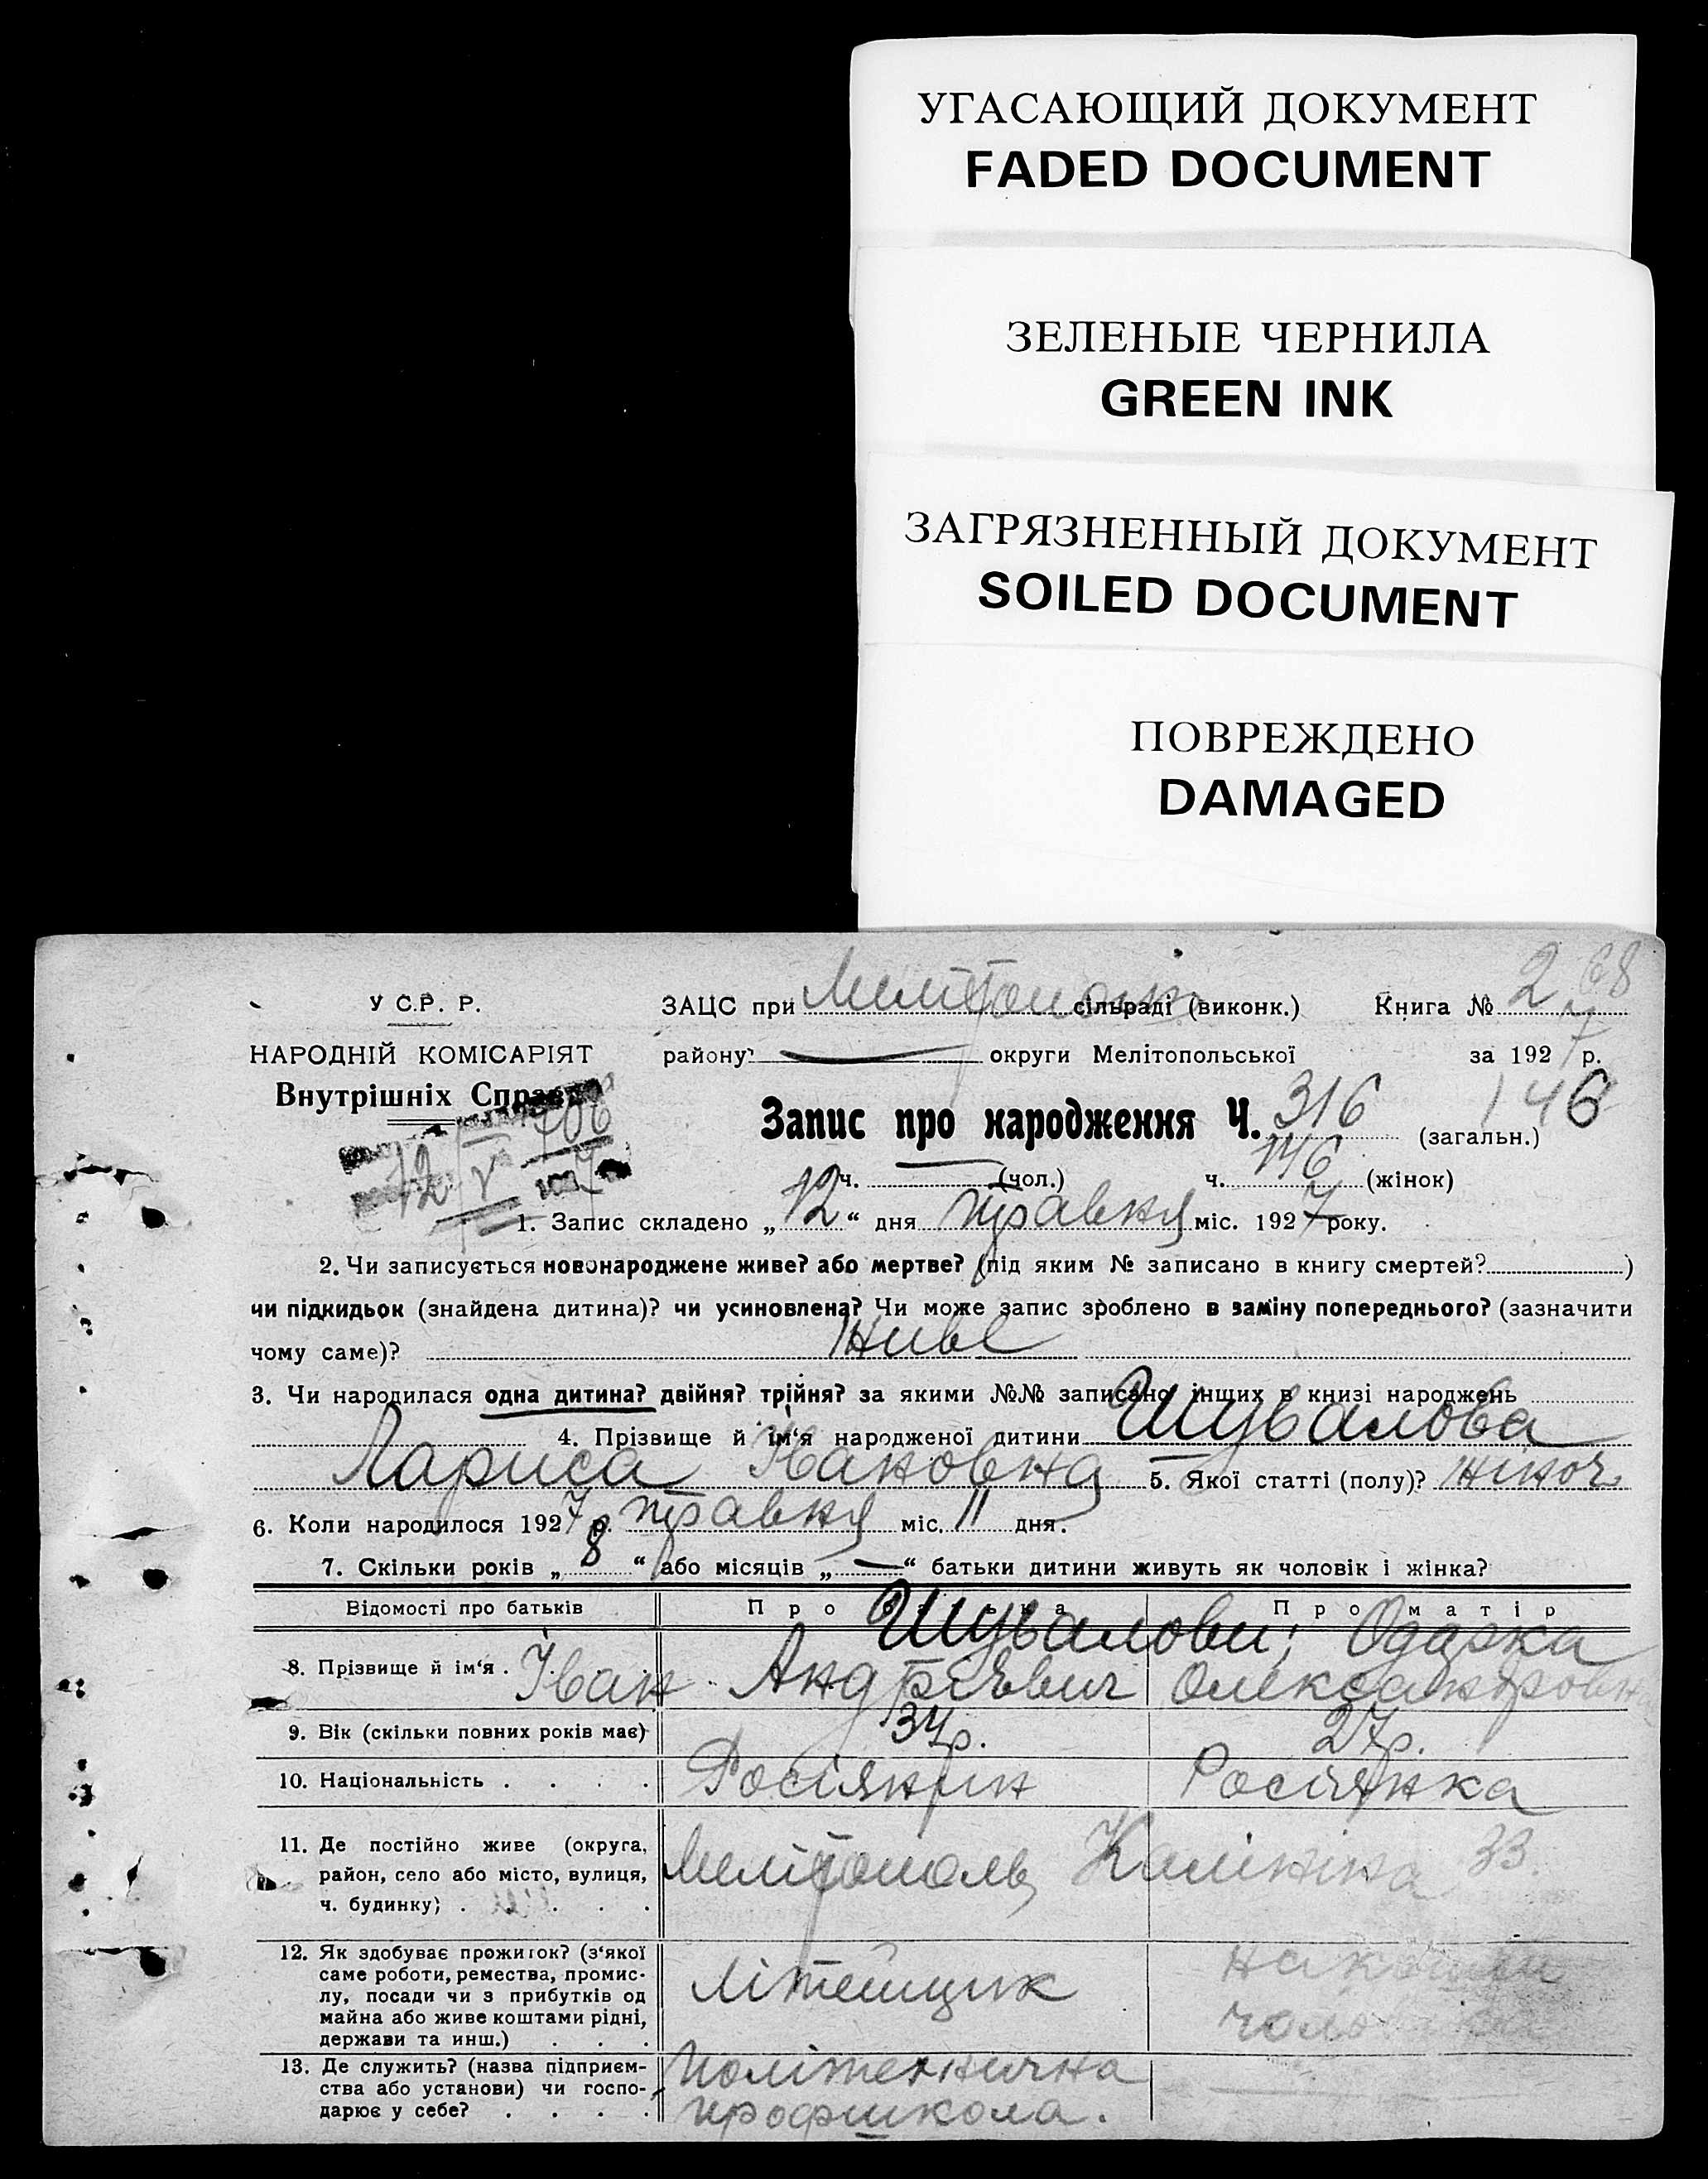 УГАСАЮЩИЙ ДОКУМЕНТ
FADED DOCUMENT
ЗЕЛЕНЫЕ ЧЕРНИЛА
GREEN INK
ЗАГРЯЗНЕННЫЙ ДОКУМЕНТ
SOILED DOCUMENT
ПОВРЕЖДЕНО
DAMAGED
У С.Р. Р.
НАРОДНІЙ КОМІСАРІЯТ
Внутрішніх Справ
ЗАЦС при сільраді (виконк.) Книга № 2
району — округи Мелітопольської за 1927 р.
146
Запис про народження Ч. 316 (загальн.)
ч. — (чол.) ч. 146 (жінок)
1. Запис складено „12“ дня травня міс. 1927 року.
2. Чи записується новонароджене живе? або мертве? (під яким № записано в книгу смертей? )
чи підкидьок (знайдена дитина)? чи усиновлена? Чи може запис зроблено в заміну попереднього? (зазначити
чому саме)? Живе
3. Чи народилася одна дитина? двійня? трійня? за якими №№ записано інших в книзі народжень
4. Прізвище й ім‘я народженої дитини Шувалова
Лариса Івановна 5. Якої статті (полу)? жіноч
6. Коли народилося 1927 р. травня міс. 11 дня.
7. Скільки років „8“ або місяців „—“ батьки дитини живуть як чоловік і жінка?
Відомості про батьків Про батька Про матір
8. Прізвище й ім‘я . Шувалови; Одарка
Іван Андрієвич Олександровна
9. Вік (скільки повних років має) 34 р. 27 р.
10. Національність . . . . Росіянин Росіянка
11. Де постійно живе (округа,
район, село або місто, вулиця,
ч. будинку) . . . . Мелітополь Калініна 33.
12. Як здобуває прожиток? (з‘якої
саме роботи, ремества, промис-
лу, посади чи з прибутків од
майна або живе коштами рідні,
держави та инш.) . . . Літейщик
13. Де служить? (назва підприєм-
ства або установи) чи госпо-
дарює у себе? . . . . Політехнична
профшкола.